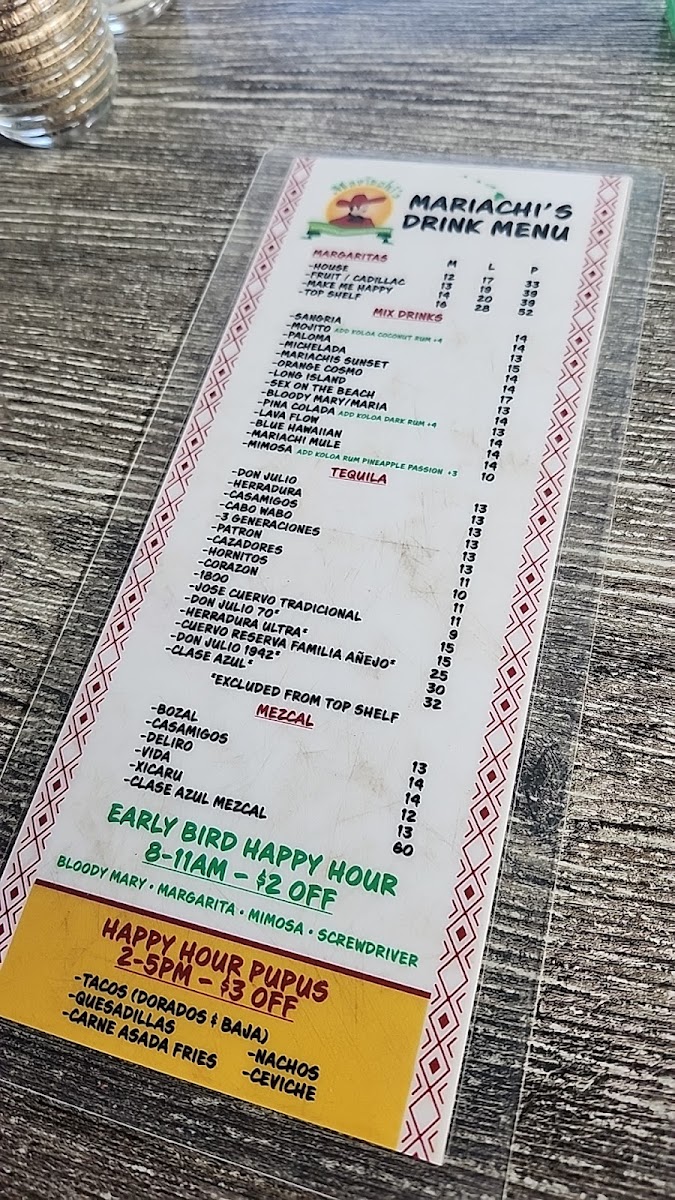 Mariachi's
MARIACHI'S
DRINK MENU
MARGARITAS M L P
-HOUSE 12 17 33
-FRUIT / CADILLAC 13 19 39
-MAKE ME HAPPY 14 20 39
-TOP SHELF 16 28 52
MIX DRINKS
-SANGRIA 14
-MOJITO ADD KOLOA COCONUT RUM +4 14
-PALOMA 13
-MICHELADA 15
-MARIACHIS SUNSET 14
-ORANGE COSMO 14
-LONG ISLAND 17
-SEX ON THE BEACH 13
-BLOODY MARY/MARIA 14
-PINA COLADA ADD KOLOA DARK RUM +4 13
-LAVA FLOW 14
-BLUE HAWAIIAN 14
-MARIACHI MULE 14
-MIMOSA ADD KOLOA RUM PINEAPPLE PASSION +3 10
TEQUILA
-DON JULIO 13
-HERRADURA 13
-CASAMIGOS 13
-CABO WABO 13
-3 GENERACIONES 13
-PATRON 13
-CAZADORES 11
-HORNITOS 10
-CORAZON 11
-1800 11
-JOSE CUERVO TRADICIONAL 9
-DON JULIO 70* 15
-HERRADURA ULTRA* 15
-CUERVO RESERVA FAMILIA AÑEJO* 25
-DON JULIO 1942* 30
-CLASE AZUL* 32
*EXCLUDED FROM TOP SHELF
MEZCAL
-BOZAL 13
-CASAMIGOS 14
-DELIRO 14
-VIDA 12
-XICARU 13
-CLASE AZUL MEZCAL 60
EARLY BIRD HAPPY HOUR
8-11AM - $2 OFF
BLOODY MARY • MARGARITA • MIMOSA • SCREWDRIVER
HAPPY HOUR PUPUS
2-5PM - $3 OFF
-TACOS (DORADOS & BAJA)
-QUESADILLAS -NACHOS
-CARNE ASADA FRIES -CEVICHE